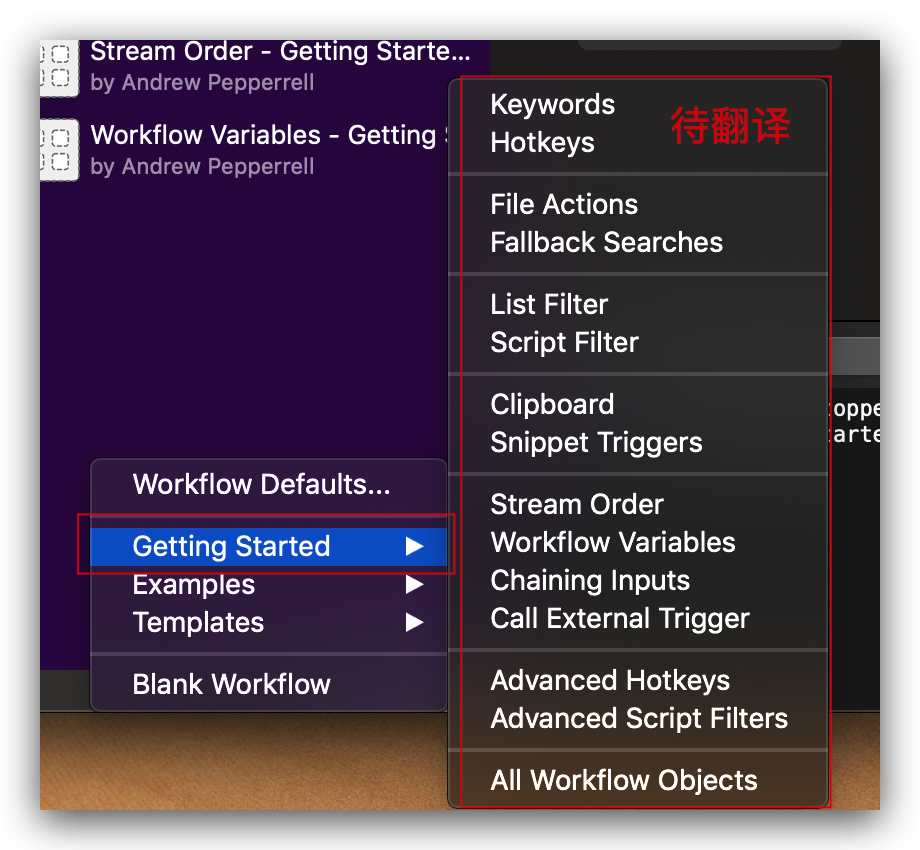 Stream Order - Getting Starte...
by Andrew Pepperrell
Workflow Variables - Getting
by Andrew Pepperrell
Workflow Defaults...
Getting Started
Examples
Templates
Blank Workflow
Keywords
待翻译
Hotkeys
File Actions
Fallback Searches
List Filter
Script Filter
Clipboard
Snippet Triggers
Stream Order
Workflow Variables
Chaining Inputs
Call External Trigger
Advanced Hotkeys
Advanced Script Filters
All Workflow Objects